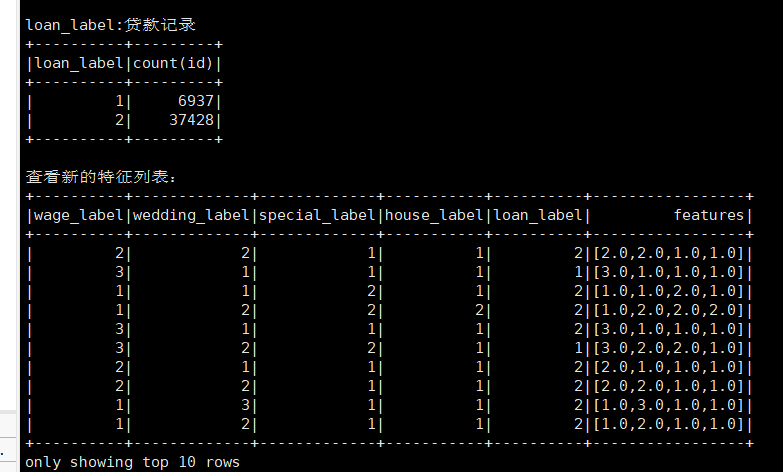 loan_label:贷款记录
+----------+---------+
|loan_label|count(id)|
+----------+---------+
|         1|     6937|
|         2|    37428|
+----------+---------+
查看新的特征列表：
+----------+-------------+-------------+-----------+----------+-----------------+
|wage_label|wedding_label|special_label|house_label|loan_label|         features|
+----------+-------------+-------------+-----------+----------+-----------------+
|         2|            2|            1|          1|         2|[2.0,2.0,1.0,1.0]|
|         3|            1|            1|          1|         1|[3.0,1.0,1.0,1.0]|
|         1|            1|            2|          1|         2|[1.0,1.0,2.0,1.0]|
|         1|            2|            2|          2|         2|[1.0,2.0,2.0,2.0]|
|         3|            1|            1|          1|         2|[3.0,1.0,1.0,1.0]|
|         3|            2|            2|          1|         1|[3.0,2.0,2.0,1.0]|
|         2|            1|            1|          1|         2|[2.0,1.0,1.0,1.0]|
|         2|            2|            1|          1|         2|[2.0,2.0,1.0,1.0]|
|         1|            3|            1|          1|         2|[1.0,3.0,1.0,1.0]|
|         1|            2|            1|          1|         2|[1.0,2.0,1.0,1.0]|
+----------+-------------+-------------+-----------+----------+-----------------+
only showing top 10 rows